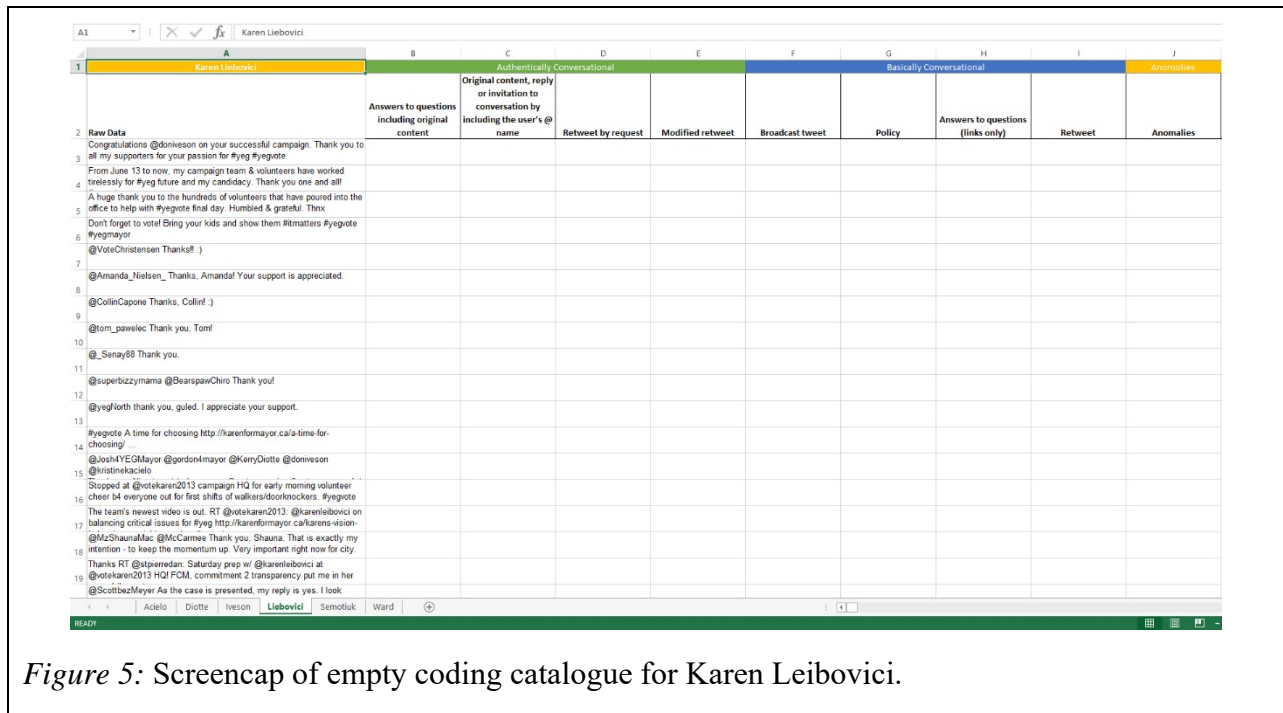 A1
fx Karen Liebovici
A B C D E F G H I J
1 Karen Liebovici Authentically Conversational Basically Conversational Anomolies
Original content, reply
or invitation to
Answers to questions conversation by
including original including the user's @ Answers to questions
2 Raw Data content name Retweet by request Modified retweet Broadcast tweet Policy (links only) Retweet Anomalies
Congratulations @doniveson on your successful campaign. Thank you to
3 all my supporters for your passion for #yeg #yegvote
From June 13 to now, my campaign team & volunteers have worked
4 tirelessly for #yeg future and my candidacy. Thank you one and all!
A huge thank you to the hundreds of volunteers that have poured into the
5 office to help with #yegvote final day. Humbled & grateful. Thnx
Don't forget to vote! Bring your kids and show them #itmatters #yegvote
6 #yegmayor
@VoteChristensen Thanks!! :)
7
@Amanda_Nielsen_ Thanks, Amanda! Your support is appreciated.
8
@CollinCapone Thanks, Collin! :)
9
@tom_pawelec Thank you, Tom!
10
@_Senay88 Thank you.
11
@superbizzymama @BearspawChiro Thank you!
12
@yegNorth thank you, guled. I appreciate your support.
13
#yegvote A time for choosing http://karenformayor.ca/a-time-for-
14 choosing/ ...
@Josh4YEGMayor @gordon4mayor @KerryDiotte @doniveson
15 @kristinekacielo
Stopped at @votekaren2013 campaign HQ for early morning volunteer
16 cheer b4 everyone out for first shifts of walkers/doorknockers. #yegvote
The team's newest video is out. RT @votekaren2013: @karenleibovici on
17 balancing critical issues for #yeg http://karenformayor.ca/karens-vision-
@MzShaunaMac @McCarmee Thank you, Shauna. That is exactly my
18 intention - to keep the momentum up. Very important right now for city.
Thanks RT @stpierredan: Saturday prep w/ @karenleibovici at
19 @votekaren2013 HQ! FCM, commitment 2 transparency put me in her
@ScottbezMeyer As the case is presented, my reply is yes. I look
Acielo Diotte Iveson Liebovici Semotiuk Ward
READY
Figure 5: Screencap of empty coding catalogue for Karen Leibovici.